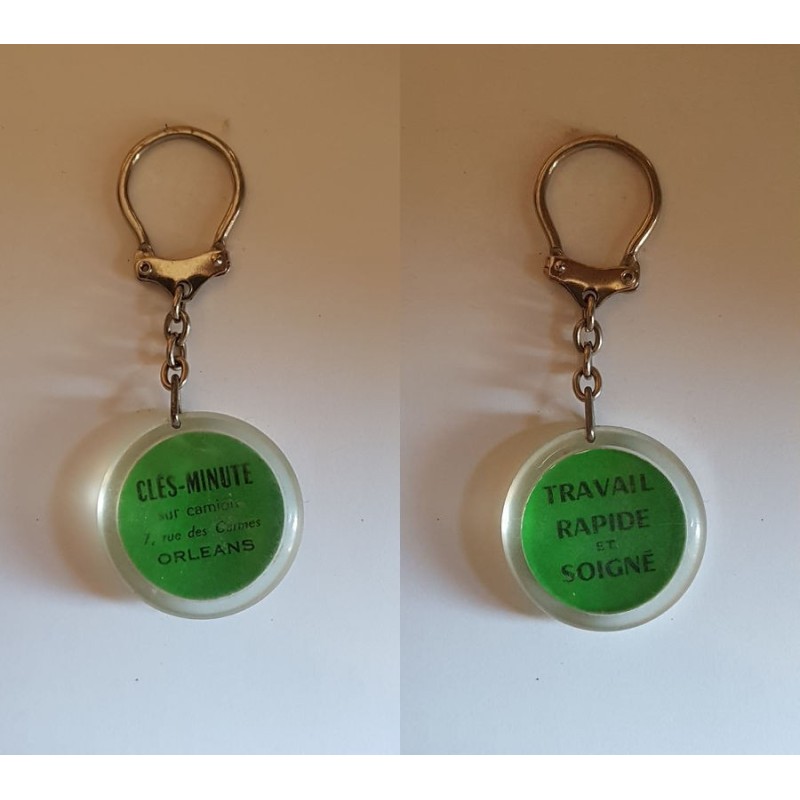 CLÉS-MINUTE
sur camion
7, rue des Carmes
ORLEANS
TRAVAIL
RAPIDE
ET
SOIGNÉ